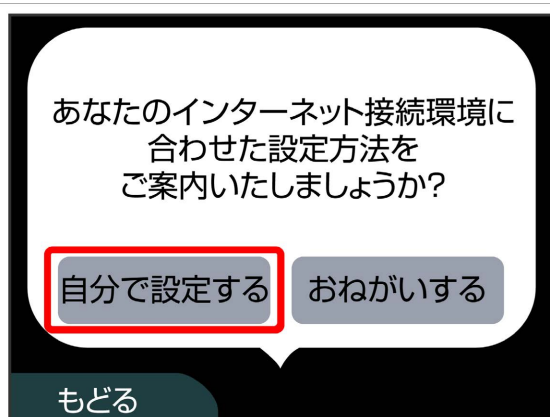 あなたのインターネット接続環境に
合わせた設定方法を
ご案内いたしましょうか?
自分で設定する
おねがいする
もどる